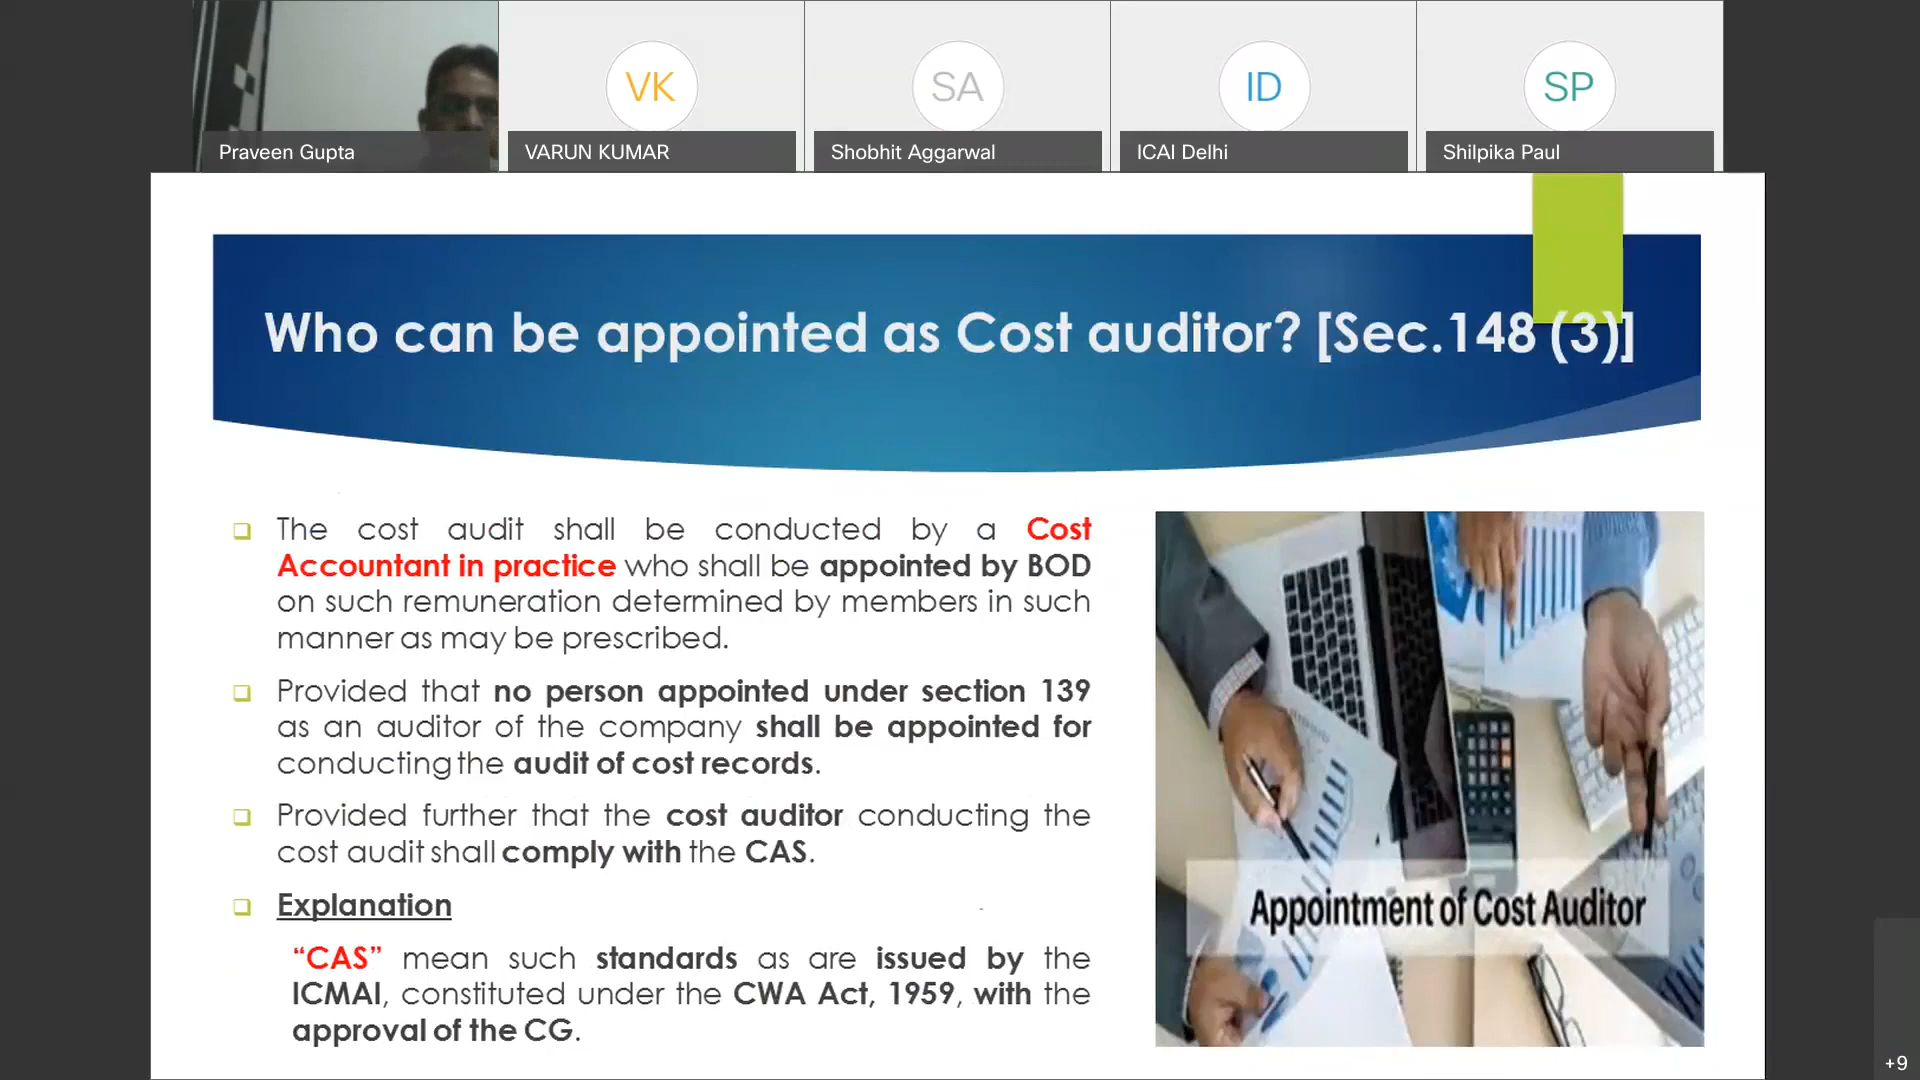 VK
SA
ID
SP
Praveen Gupta
VARUN KUMAR
Shobhit Aggarwal
ICAI Delhi
Shilpika Paul
Who can be appointed as Cost auditor? [Sec.148 (3)]
The cost audit shall be conducted by a Cost
Accountant in practice who shall be appointed by BOD
on such remuneration determined by members in such
manner as may be prescribed.
Provided that no person appointed under section 139
as an auditor of the company shall be appointed for
conducting the audit of cost records.
Provided further that the cost auditor conducting the
cost audit shall comply with the CAS.
Explanation
“CAS” mean such standards as are issued by the
ICMAI, constituted under the CWA Act, 1959, with the
approval of the CG.
Appointment of Cost Auditor
+9